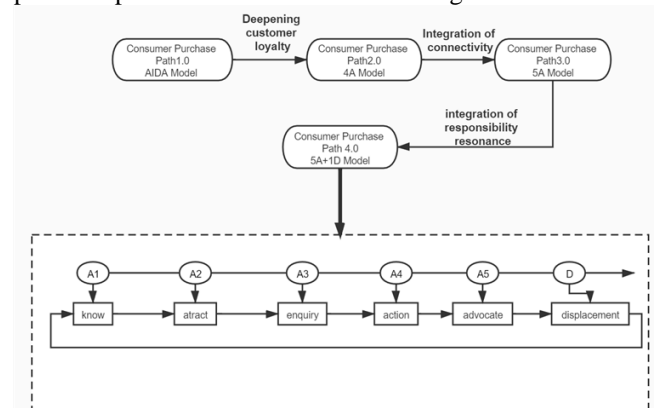 Deepening
customer
loyalty
Integration of
connectivity
Consumer Purchase
Path1.0
AIDA Model
Consumer Purchase
Path2.0
4A Model
Consumer Purchase
Path3.0
5A Model
integration of
responsibility
resonance
Consumer Purchase
Path 4.0
5A+1D Model
A1
A2
A3
A4
A5
D
know
atract
enquiry
action
advocate
displacement